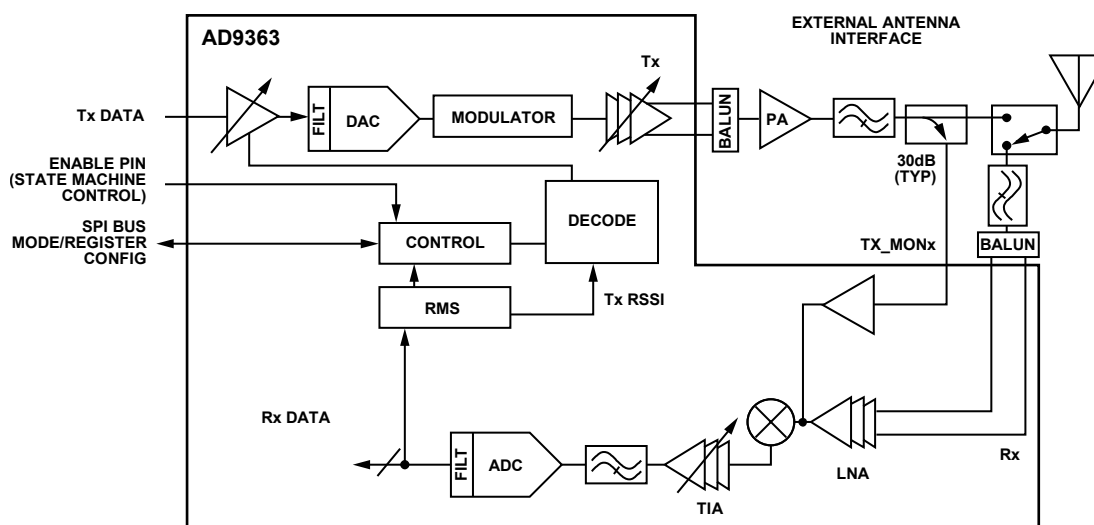 EXTERNAL ANTENNA
INTERFACE
AD9363
Tx
Tx DATA
FILT
DAC
MODULATOR
BALUN
PA
30dB
(TYP)
ENABLE PIN
(STATE MACHINE
CONTROL)
SPI BUS
MODE/REGISTER
CONFIG
CONTROL
DECODE
TX_MONx
BALUN
RMS
Tx RSSI
Rx DATA
FILT
ADC
TIA
LNA
Rx